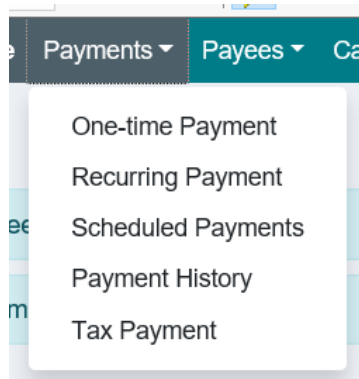 Payments Payees
One-time Payment
Recurring Payment
Scheduled Payments
Payment History
Tax Payment